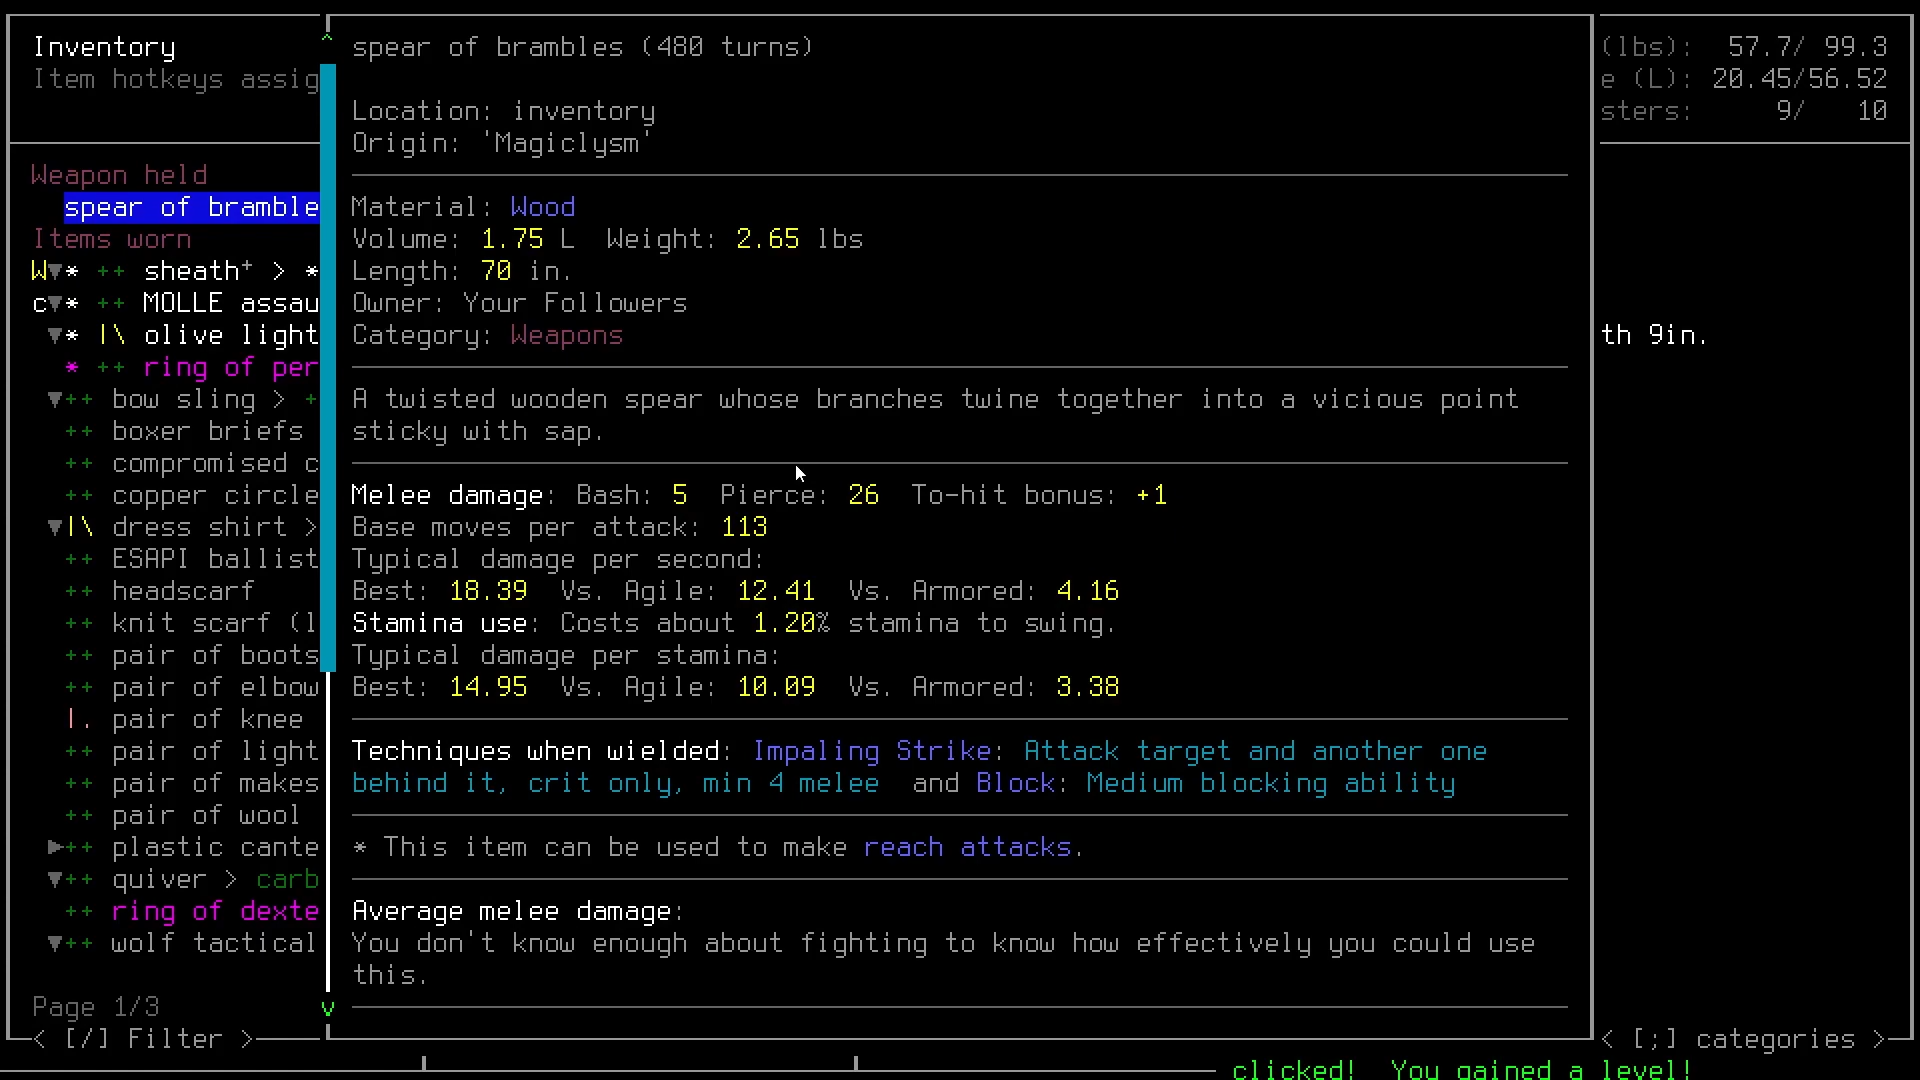 Inventory
Item hotkeys assig
Weapon held
spear of bramble
Items worn
W▼* ++ sheath⁺ > *
c▼* ++ MOLLE assau
▼* |\ olive light
* ++ ring of per
▼++ bow sling > +
++ boxer briefs
++ compromised c
++ copper circle
▼|\ dress shirt >
++ ESAPI ballist
++ headscarf
++ knit scarf (l
++ pair of boots
++ pair of elbow
|. pair of knee
++ pair of light
++ pair of makes
++ pair of wool
▶++ plastic cante
▼++ quiver > carb
++ ring of dexte
▼++ wolf tactical
Page 1/3
< [/] Filter >
^
v
spear of brambles (480 turns)
Location: inventory
Origin: 'Magiclysm'
Material: Wood
Volume: 1.75 L  Weight: 2.65 lbs
Length: 70 in.
Owner: Your Followers
Category: Weapons
A twisted wooden spear whose branches twine together into a vicious point
sticky with sap.
Melee damage: Bash: 5  Pierce: 26  To-hit bonus: +1
Base moves per attack: 113
Typical damage per second:
Best: 18.39  Vs. Agile: 12.41  Vs. Armored: 4.16
Stamina use: Costs about 1.20% stamina to swing.
Typical damage per stamina:
Best: 14.95  Vs. Agile: 10.09  Vs. Armored: 3.38
Techniques when wielded: Impaling Strike: Attack target and another one
behind it, crit only, min 4 melee  and Block: Medium blocking ability
* This item can be used to make reach attacks.
Average melee damage:
You don't know enough about fighting to know how effectively you could use
this.
(lbs): 57.7/ 99.3
e (L): 20.45/56.52
sters: 9/ 10
th 9in.
< [;] categories >
clicked! You gained a level!